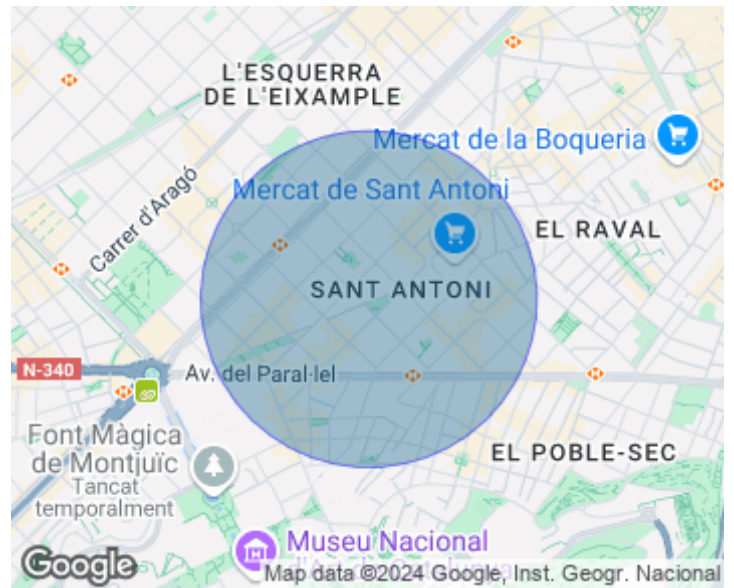 L'ESQUERRA
DE L'EIXAMPLE
Mercat de la Boqueria
Mercat de Sant Antoni
Carrer d'Aragó
EL RAVAL
SANT ANTONI
N-340
Av. del Paral·lel
Font Màgica
de Montjuïc
Tancat
temporalment
EL POBLE-SEC
Museu Nacional
Google
Map data ©2024 Google, Inst. Geogr. Nacional